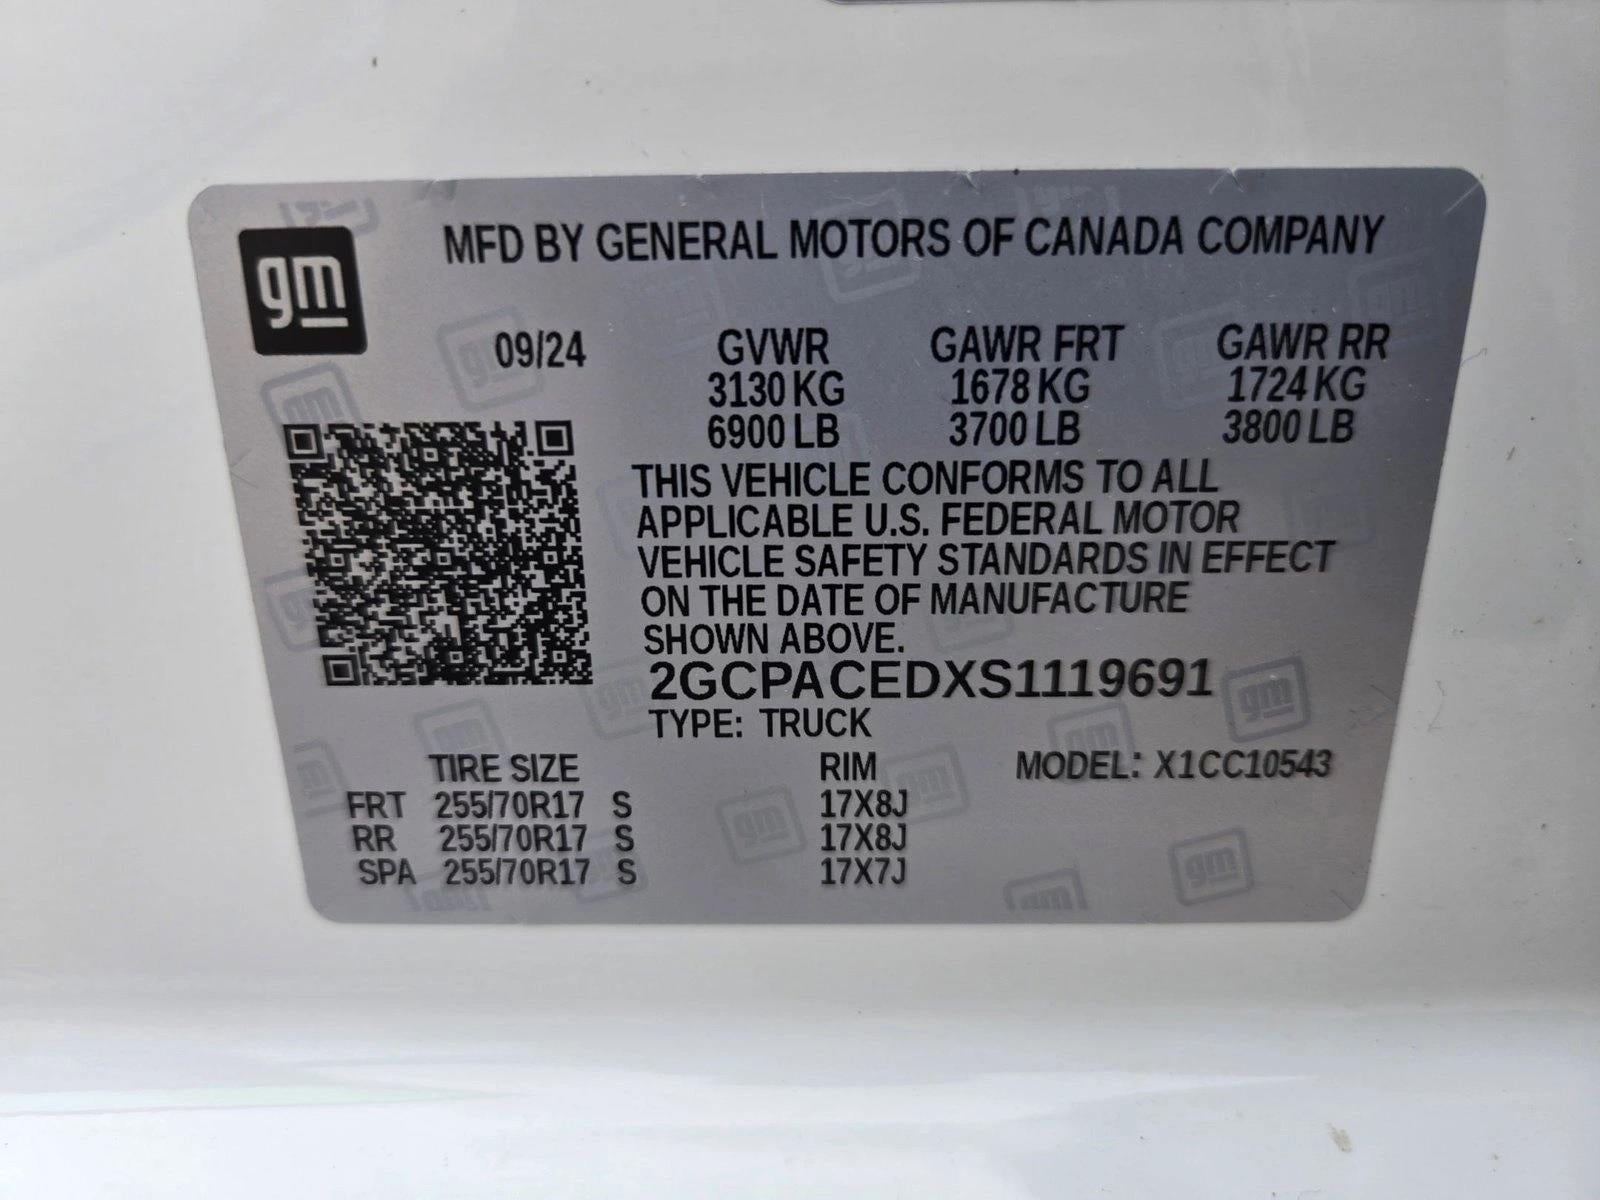 gm
MFD BY GENERAL MOTORS OF CANADA COMPANY
09/24 GVWR GAWR FRT GAWR RR
3130 KG 1678 KG 1724 KG
6900 LB 3700 LB 3800 LB
THIS VEHICLE CONFORMS TO ALL
APPLICABLE U.S. FEDERAL MOTOR
VEHICLE SAFETY STANDARDS IN EFFECT
ON THE DATE OF MANUFACTURE
SHOWN ABOVE.
2GCPACEDXS1119691
TYPE: TRUCK
TIRE SIZE RIM MODEL: X1CC10543
FRT 255/70R17 S 17X8J
RR 255/70R17 S 17X8J
SPA 255/70R17 S 17X7J